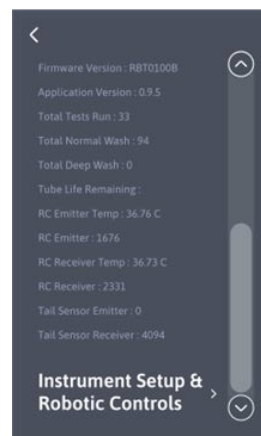 Firmware Version : RBT0100B
Application Version : 0.9.5
Total Tests Run : 33
Total Normal Wash : 94
Total Deep Wash : 0
Tube Life Remaining :
RC Emitter Temp : 36.76 C
RC Emitter : 1676
RC Receiver Temp : 36.73 C
RC Receiver : 2331
Tail Sensor Emitter : 0
Tail Sensor Receiver : 4094
Instrument Setup &
Robotic Controls